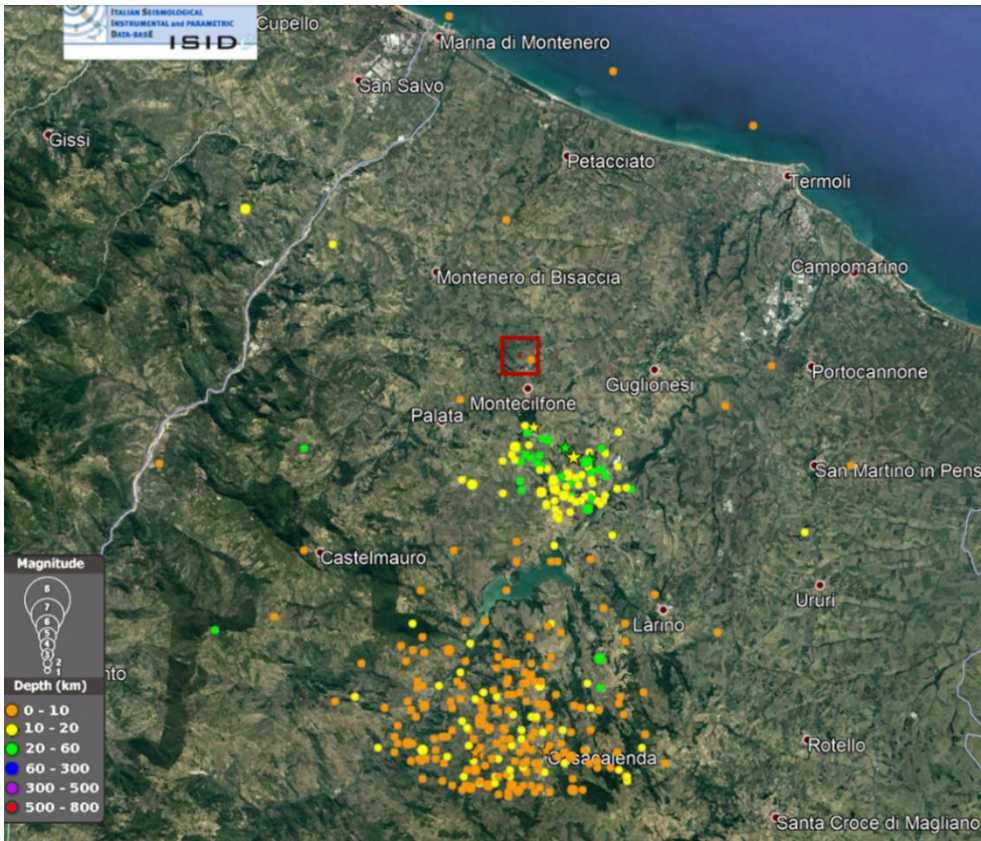 ITALIAN SEISMOLOGICAL
INSTRUMENTAL and PARAMETRIC
DATA-BASE
ISIDe
Cupello
Marina di Montenero
San Salvo
Gissi
Petacciato
Termoli
Montenero di Bisaccia
Campomarino
Guglionesi
Portocannone
Montecilfone
Palata
San Martino in Pens
Castelmauro
Ururi
Larino
Magnitude
8
7
6
5
4
3
2
1
nto
Depth (km)
0 - 10
10 - 20
20 - 60
60 - 300
300 - 500
500 - 800
Casacalenda
Rotello
Santa Croce di Magliano